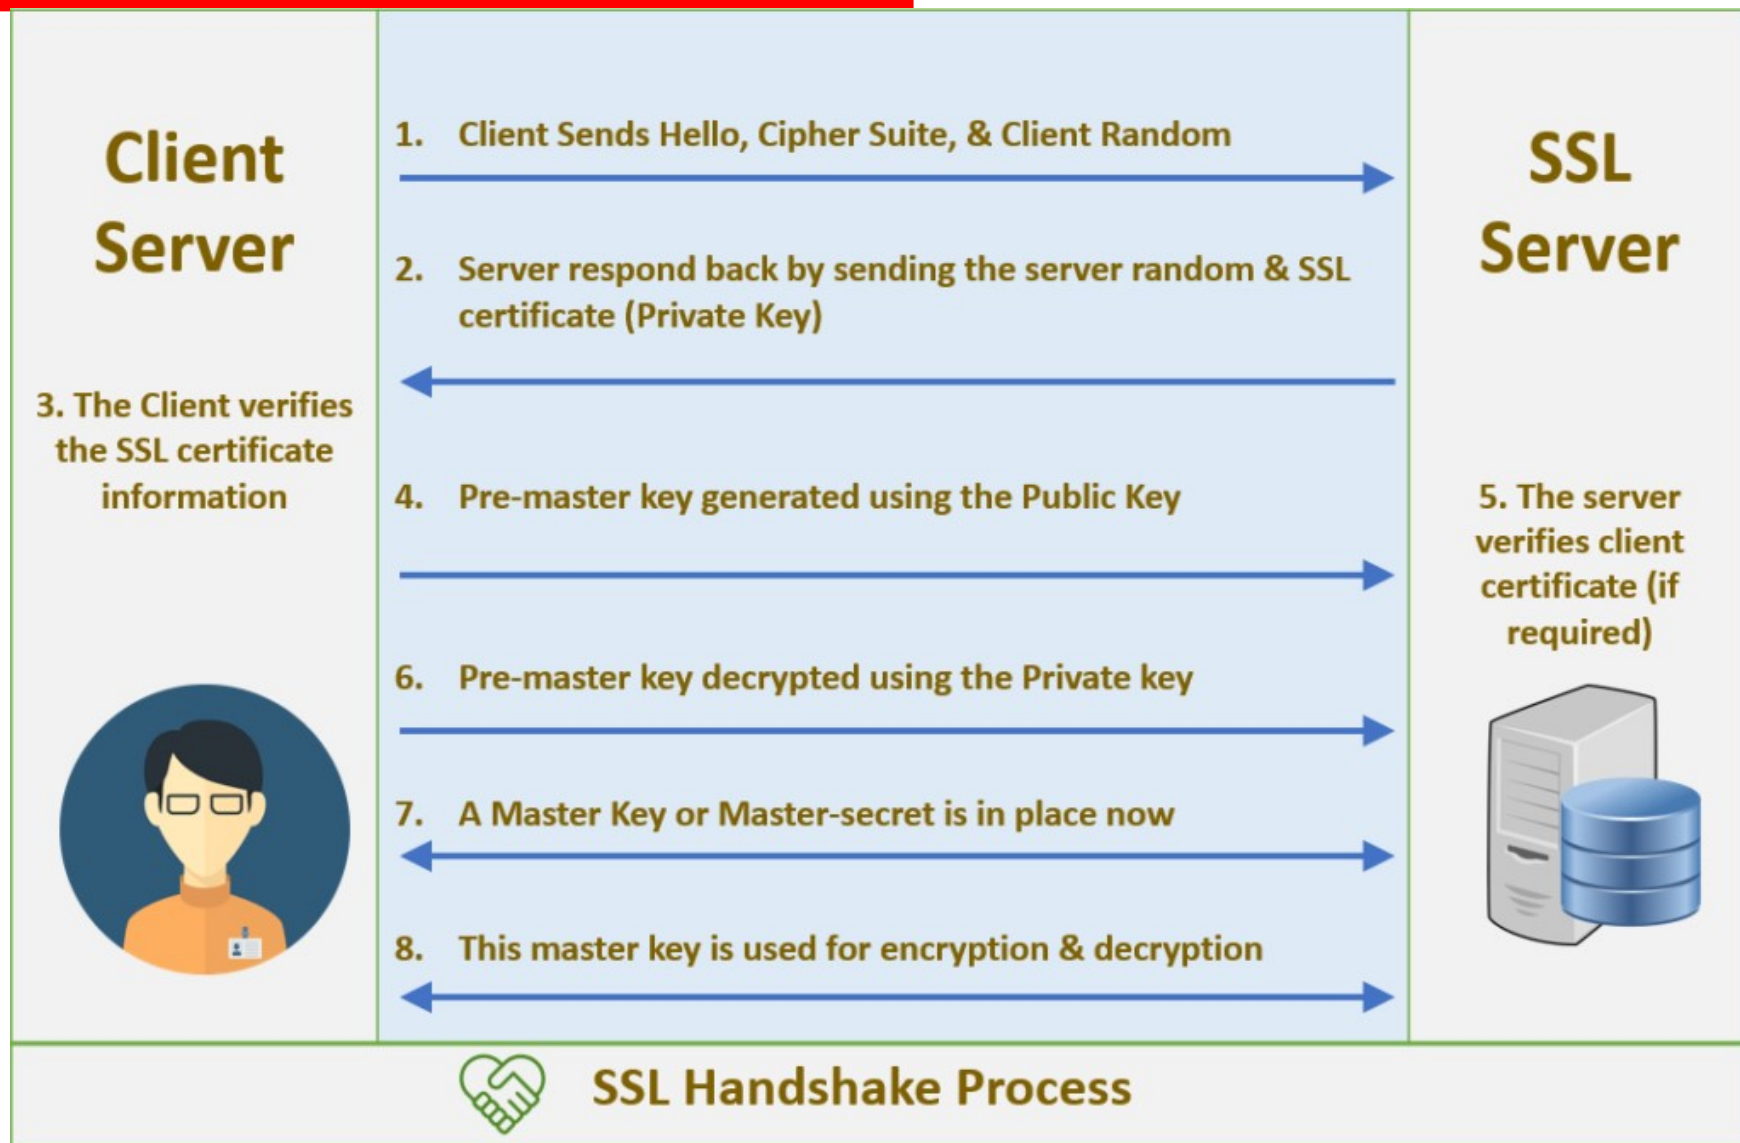 Client
Server
SSL
Server
1. Client Sends Hello, Cipher Suite, & Client Random
2. Server respond back by sending the server random & SSL
certificate (Private Key)
3. The Client verifies
the SSL certificate
information
4. Pre-master key generated using the Public Key
5. The server
verifies client
certificate (if
required)
6. Pre-master key decrypted using the Private key
7. A Master Key or Master-secret is in place now
8. This master key is used for encryption & decryption
SSL Handshake Process